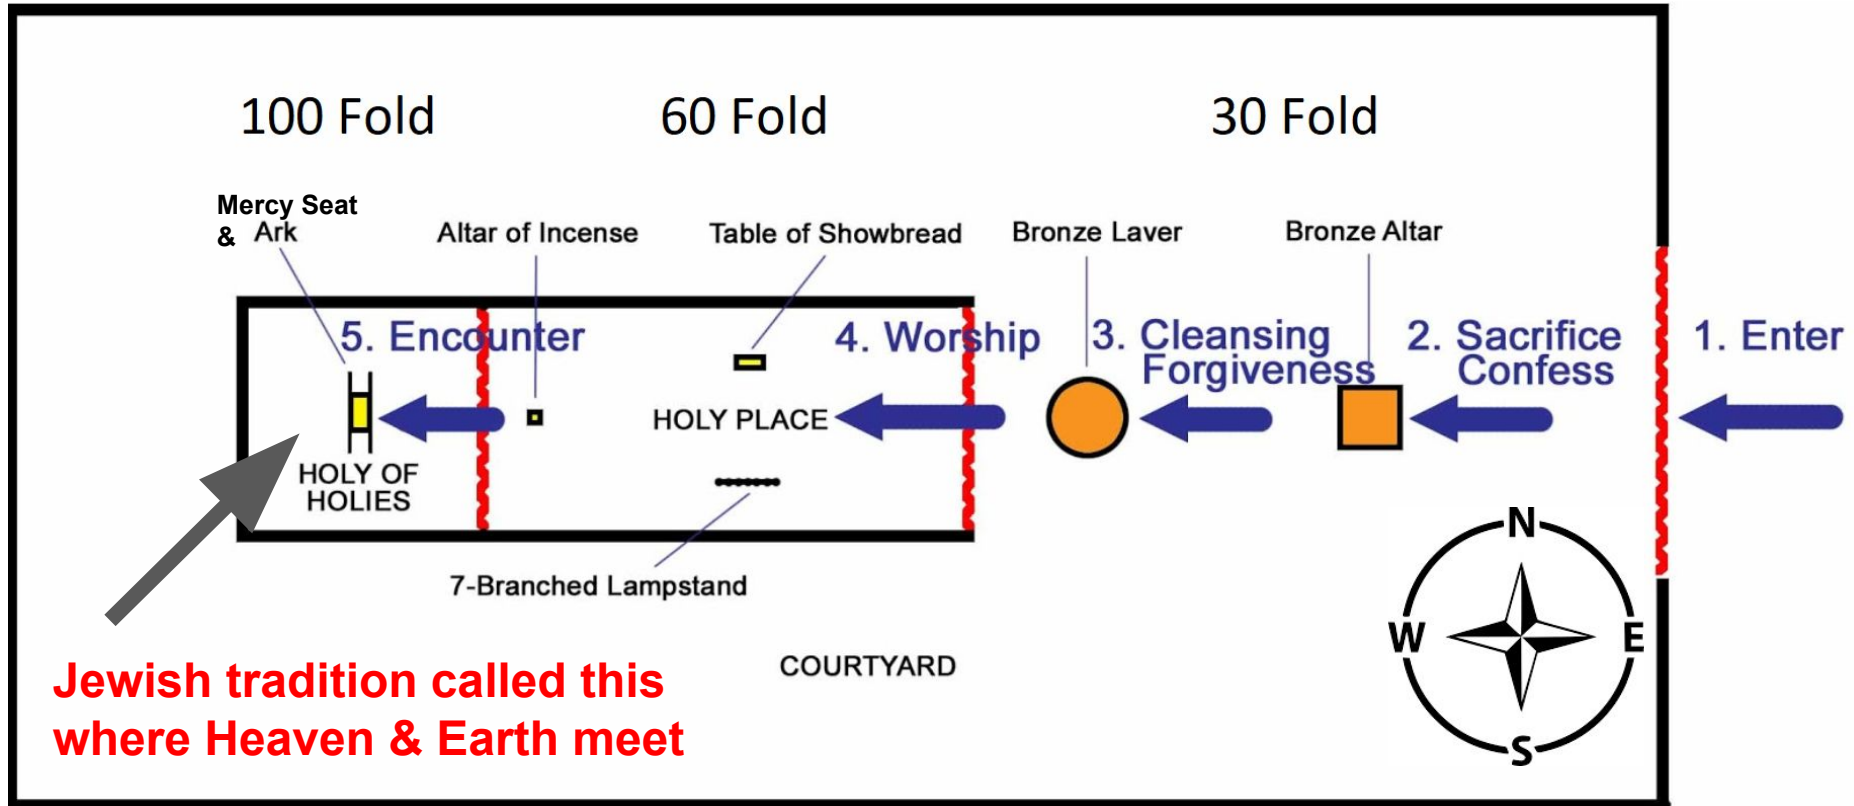 100 Fold
60 Fold
30 Fold
Mercy Seat
& Ark
Altar of Incense
Table of Showbread
Bronze Laver
Bronze Altar
5. Encounter
4. Worship
3. Cleansing
Forgiveness
2. Sacrifice
Confess
1. Enter
HOLY PLACE
HOLY OF
HOLIES
7-Branched Lampstand
COURTYARD
N
W
E
S
Jewish tradition called this
where Heaven & Earth meet